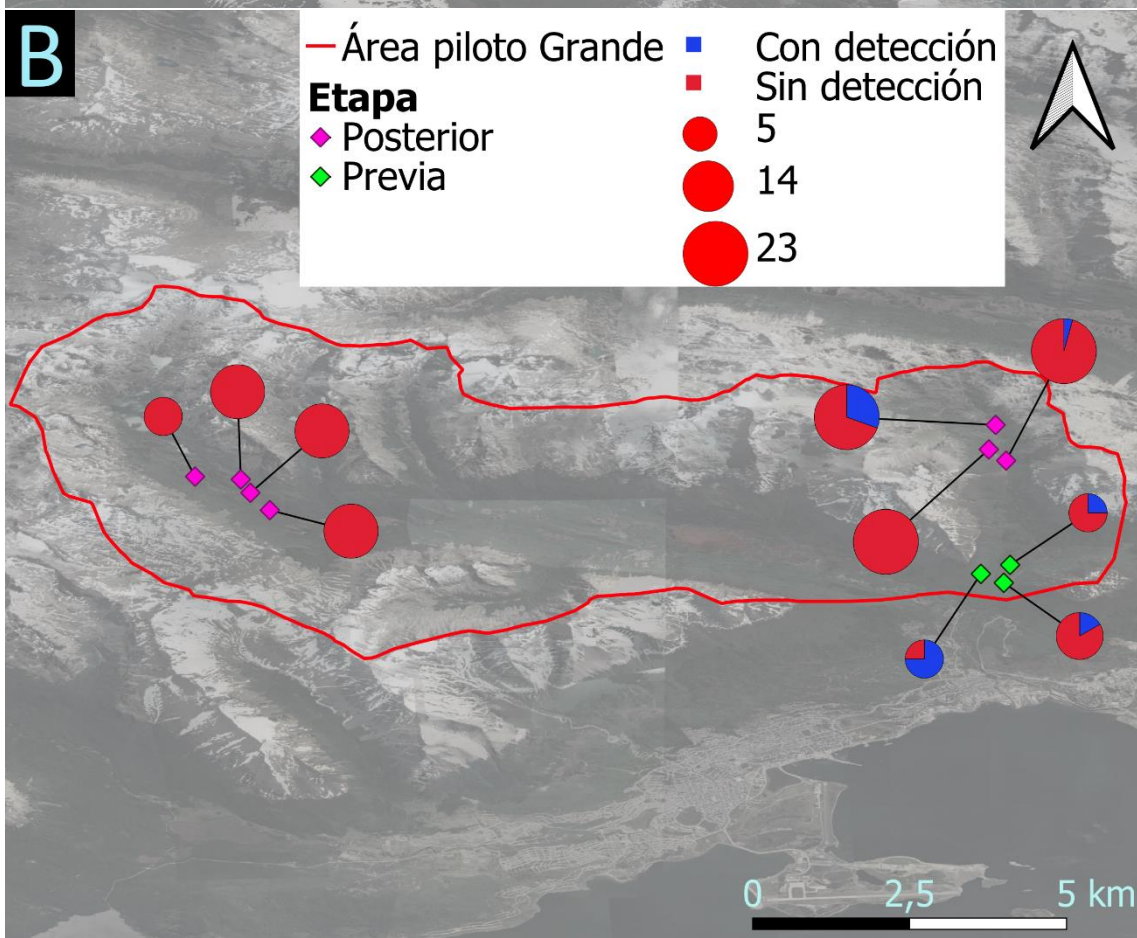 B
Área piloto Grande
Etapa
Posterior
Previa
Con detección
Sin detección
5
14
23
0 2,5 5 km